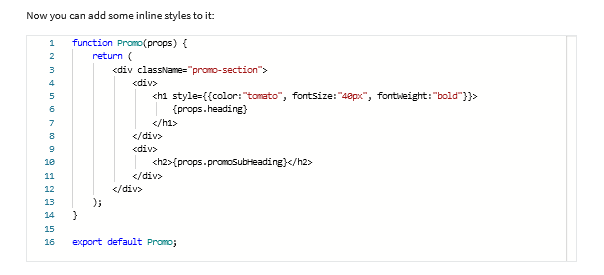 Now you can add some inline styles to it:
1 function Promo(props) {
2 return (
3 <div className="promo-section">
4 <div>
5 <h1 style={{color:"tomato", fontSize:"40px", fontWeight:"bold"}}>
6 {props.heading}
7 </h1>
8 </div>
9 <div>
10 <h2>{props.promoSubHeading}</h2>
11 </div>
12 </div>
13 );
14 }
15
16 export default Promo;